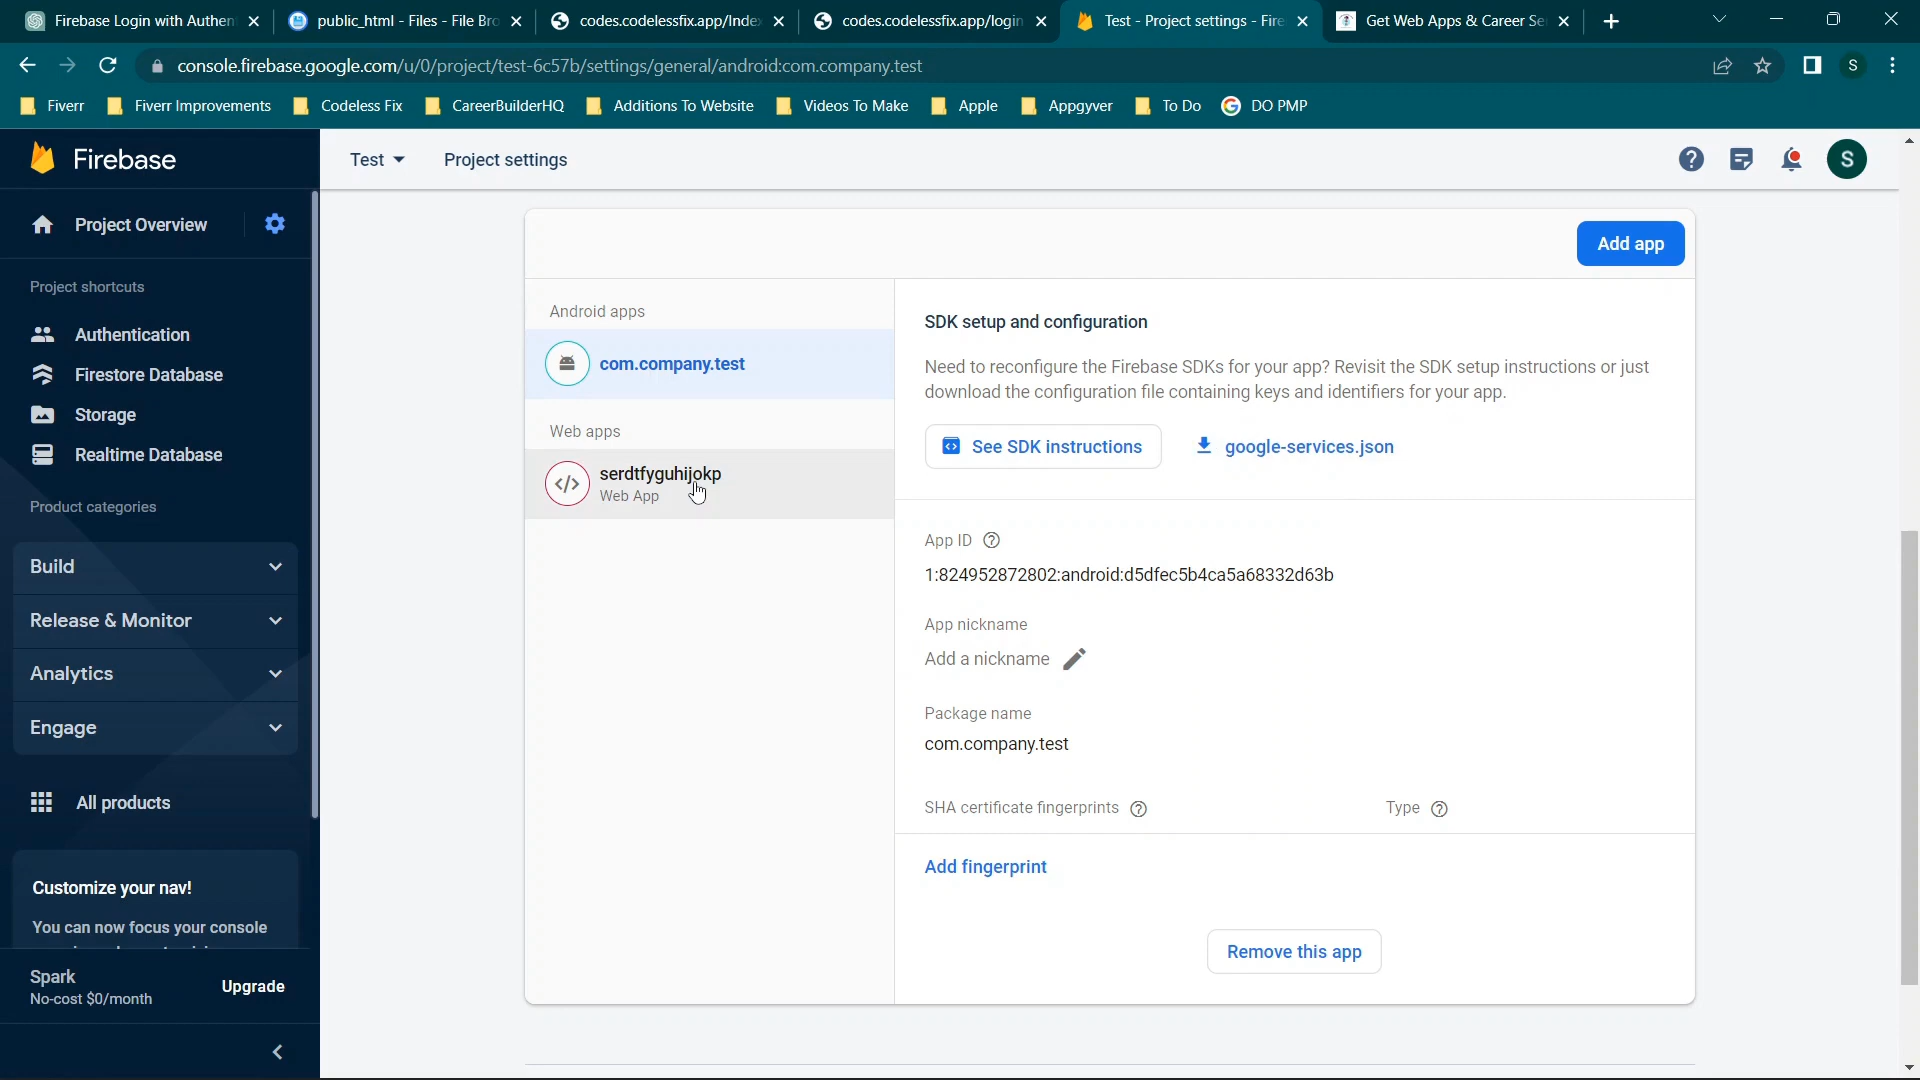 Firebase Login with Authen
public_html - Files - File Bro
codes.codelessfix.app/Index
codes.codelessfix.app/login
Test - Project settings - Fire
Get Web Apps & Career Se
console.firebase.google.com/u/0/project/test-6c57b/settings/general/android:com.company.test
S
Fiverr
Fiverr Improvements
Codeless Fix
CareerBuilderHQ
Additions To Website
Videos To Make
Apple
Appgyver
To Do
DO PMP
Firebase
Test
Project settings
S
Project Overview
Project shortcuts
Authentication
Firestore Database
Storage
Realtime Database
Product categories
Build
Release & Monitor
Analytics
Engage
All products
Customize your nav!
You can now focus your console
Spark
No-cost $0/month
Upgrade
Add app
Android apps
com.company.test
Web apps
serdtfyguhijokp
Web App
SDK setup and configuration
Need to reconfigure the Firebase SDKs for your app? Revisit the SDK setup instructions or just
download the configuration file containing keys and identifiers for your app.
See SDK instructions
google-services.json
App ID
1:824952872802:android:d5dfec5b4ca5a68332d63b
App nickname
Add a nickname
Package name
com.company.test
SHA certificate fingerprints
Type
Add fingerprint
Remove this app